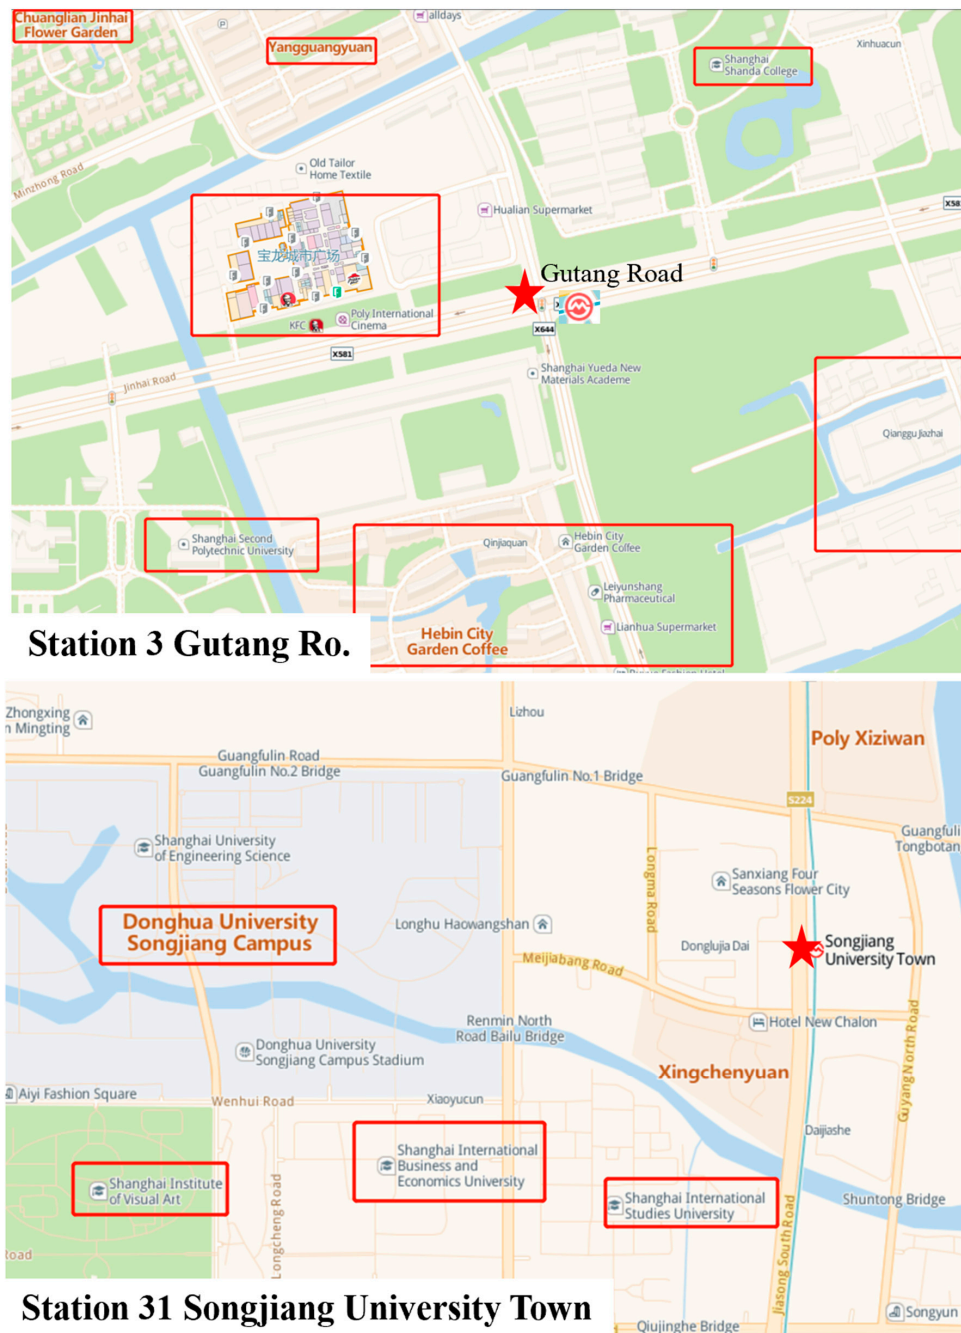 Chuanglian Jinhai
Flower Garden
P
alldays
Yangguangyuan
Shanghai
Shanda College
Xinhuacun
Minzhong Road
Old Tailor
Home Textile
Hualian Supermarket
宝龙城市广场
Gutang Road
KFC
Poly International
Cinema
X644
X581
Jinhai Road
Shanghai Yueda New
Materials Academe
Qianggu Jiazhai
Shanghai Second
Polytechnic University
Qinjiaquan
Hebin City
Garden Coffee
Leiyunshang
Pharmaceutical
Lianhua Supermarket
Hebin City
Garden Coffee
Station 3 Gutang Ro.
Zhongxing
n Mingting
Lizhou
Poly Xiziwan
Guangfulin Road
Guangfulin No.2 Bridge
Guangfulin No.1 Bridge
S224
Guangfuli
Tongbotan
Shanghai University
of Engineering Science
Longma Road
Sanxiang Four
Seasons Flower City
Donghua University
Songjiang Campus
Longhu Haowangshan
Donglujia Dai
Songjiang
University Town
Meijiabang Road
Renmin North
Road Bailu Bridge
Hotel New Chalon
Donghua University
Songjiang Campus Stadium
Xingchenyuan
Guyang North Road
Aiyi Fashion Square
Wenhui Road
Xiaoyucun
Daijiashe
Shanghai International
Business and
Economics University
Shanghai Institute
of Visual Art
Shanghai International
Studies University
Shuntong Bridge
Longcheng Road
Jiasong South Road
Road
Station 31 Songjiang University Town
Qiujinghe Bridge
Songyun